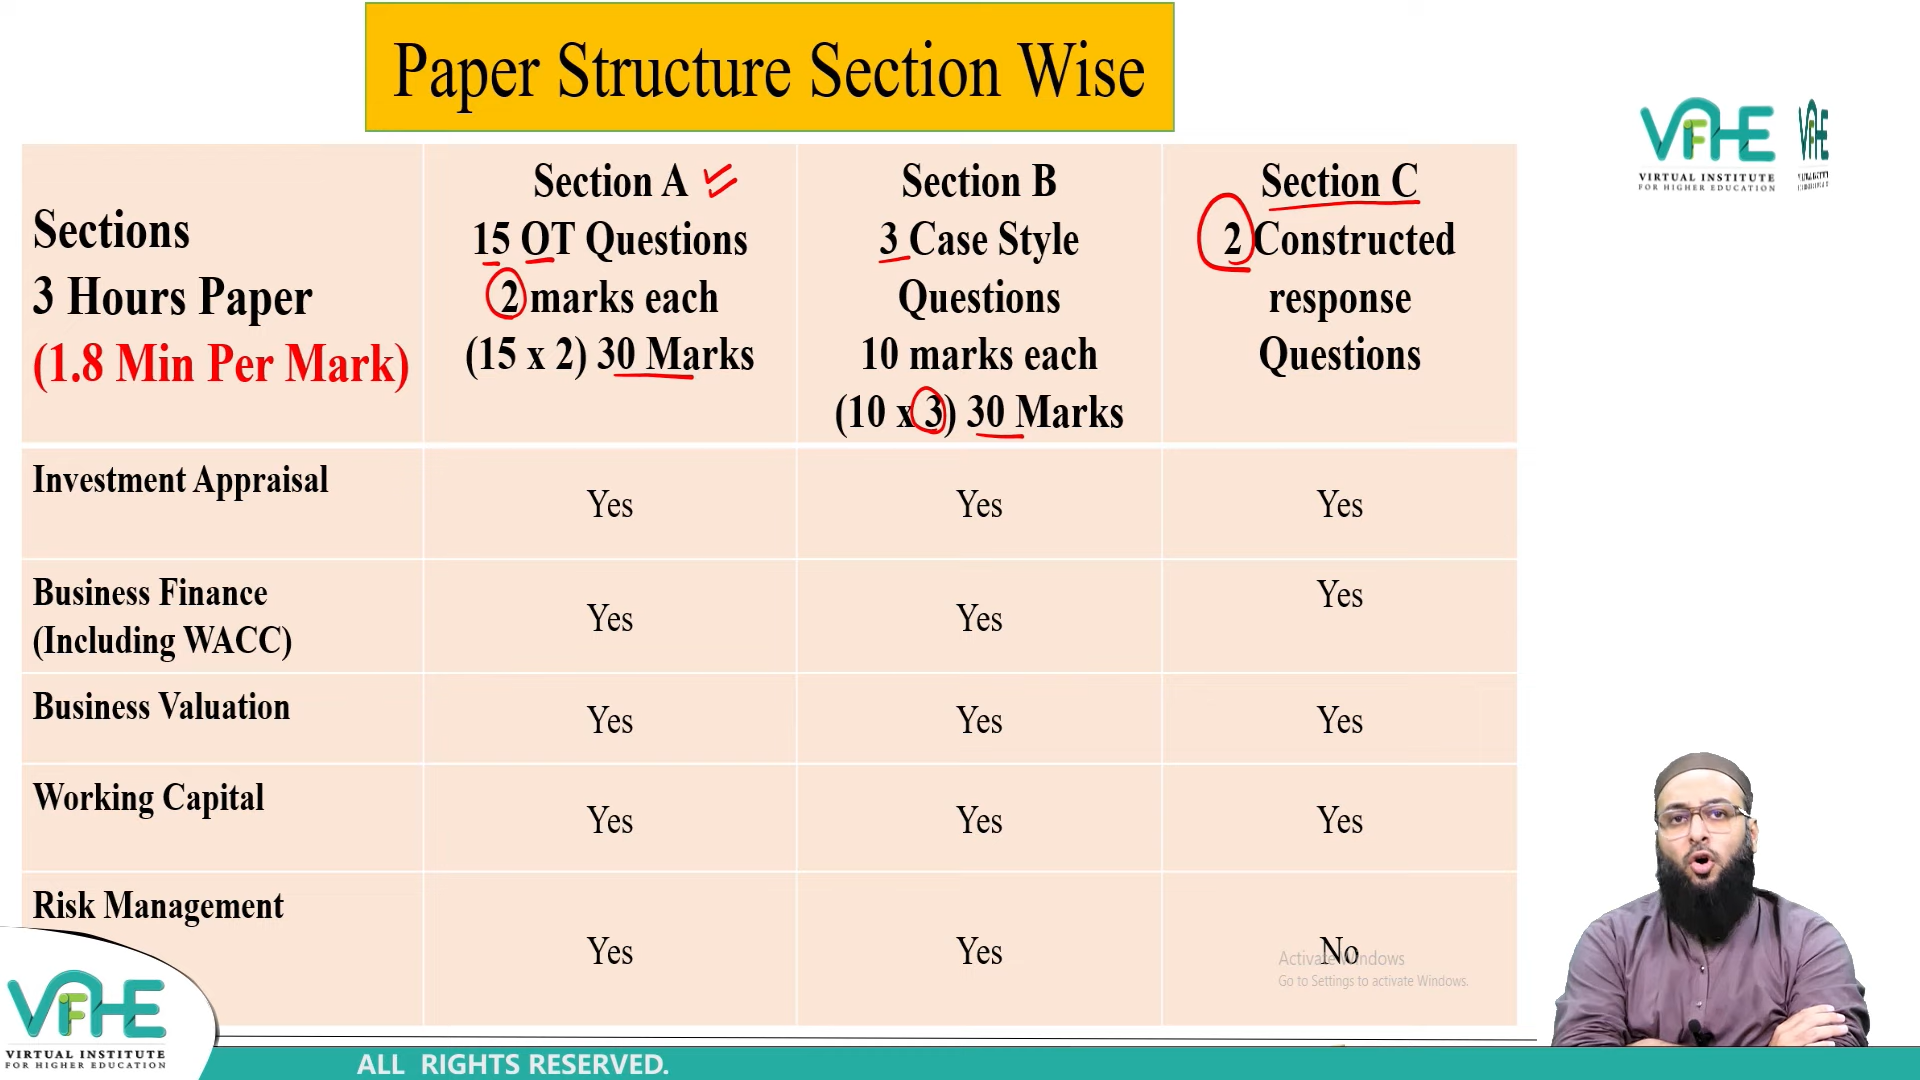 Paper Structure Section Wise
VIFHE
VIRTUAL INSTITUTE
FOR HIGHER EDUCATION
Sections
3 Hours Paper
(1.8 Min Per Mark)
Section A
15 OT Questions
2 marks each
(15 x 2) 30 Marks
Section B
3 Case Style
Questions
10 marks each
(10 x 3) 30 Marks
Section C
2 Constructed
response
Questions
Investment Appraisal
Yes
Yes
Yes
Business Finance
(Including WACC)
Yes
Yes
Yes
Business Valuation
Yes
Yes
Yes
Working Capital
Yes
Yes
Yes
Risk Management
Yes
Yes
No
Activate Windows
Go to Settings to activate Windows.
VIFHE
VIRTUAL INSTITUTE
FOR HIGHER EDUCATION
ALL RIGHTS RESERVED.